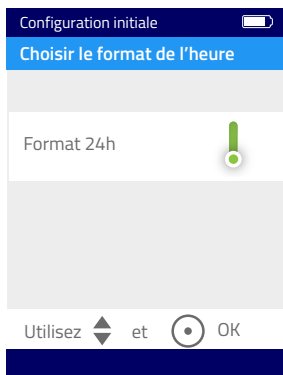 Configuration initiale
Choisir le format de l’heure
Format 24h
Utilisez et OK